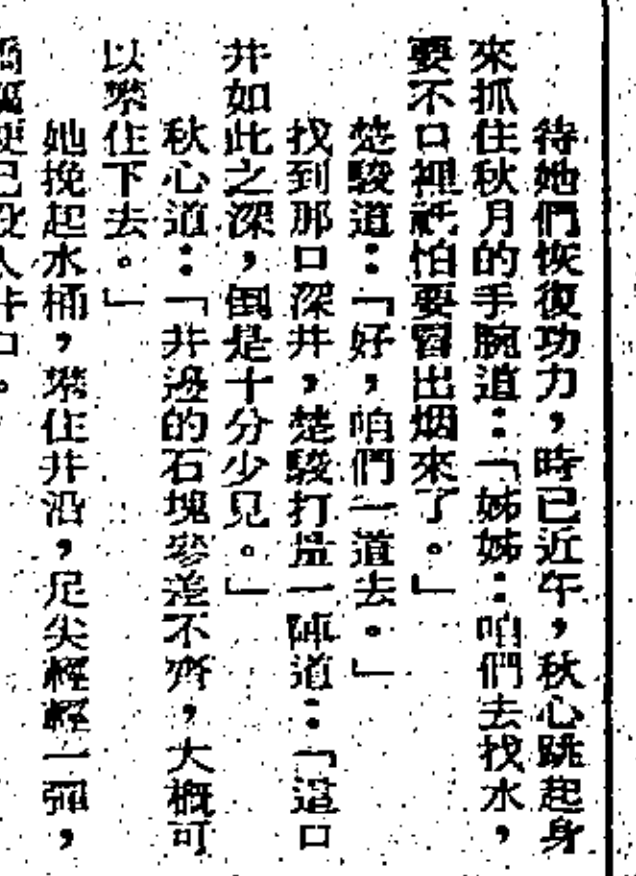 待她們恢復功力，時已近午，秋心跳起身
來抓住秋月的手腕道：「姊姊：咱們去找水，
要不口裡祇怕要冒出烟來了。」
楚駿道：「好，咱們一道去。」
找到那口深井，楚駿打量一陣道：「這口
井如此之深，倒是十分少見。」
秋心道：「井邊的石塊參差不齊，大概可
以攀住下去。」
她挽起水桶，攀住井沿，足尖輕輕一彈，
便已沒入井口。